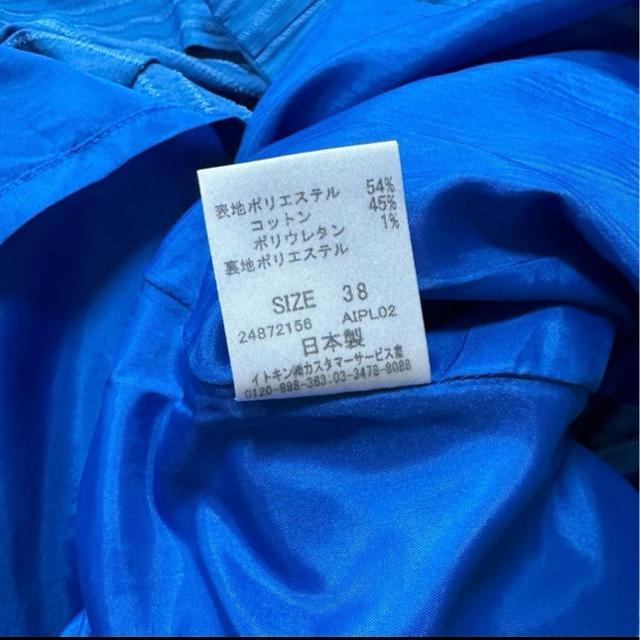 表地ポリエステル 54%
コットン 45%
ポリウレタン 1%
裏地ポリエステル
SIZE 38
24872156 AIPL02
日本製
イトキン㈱カスタマーサービス室
0120-888-363.03-3478-8088